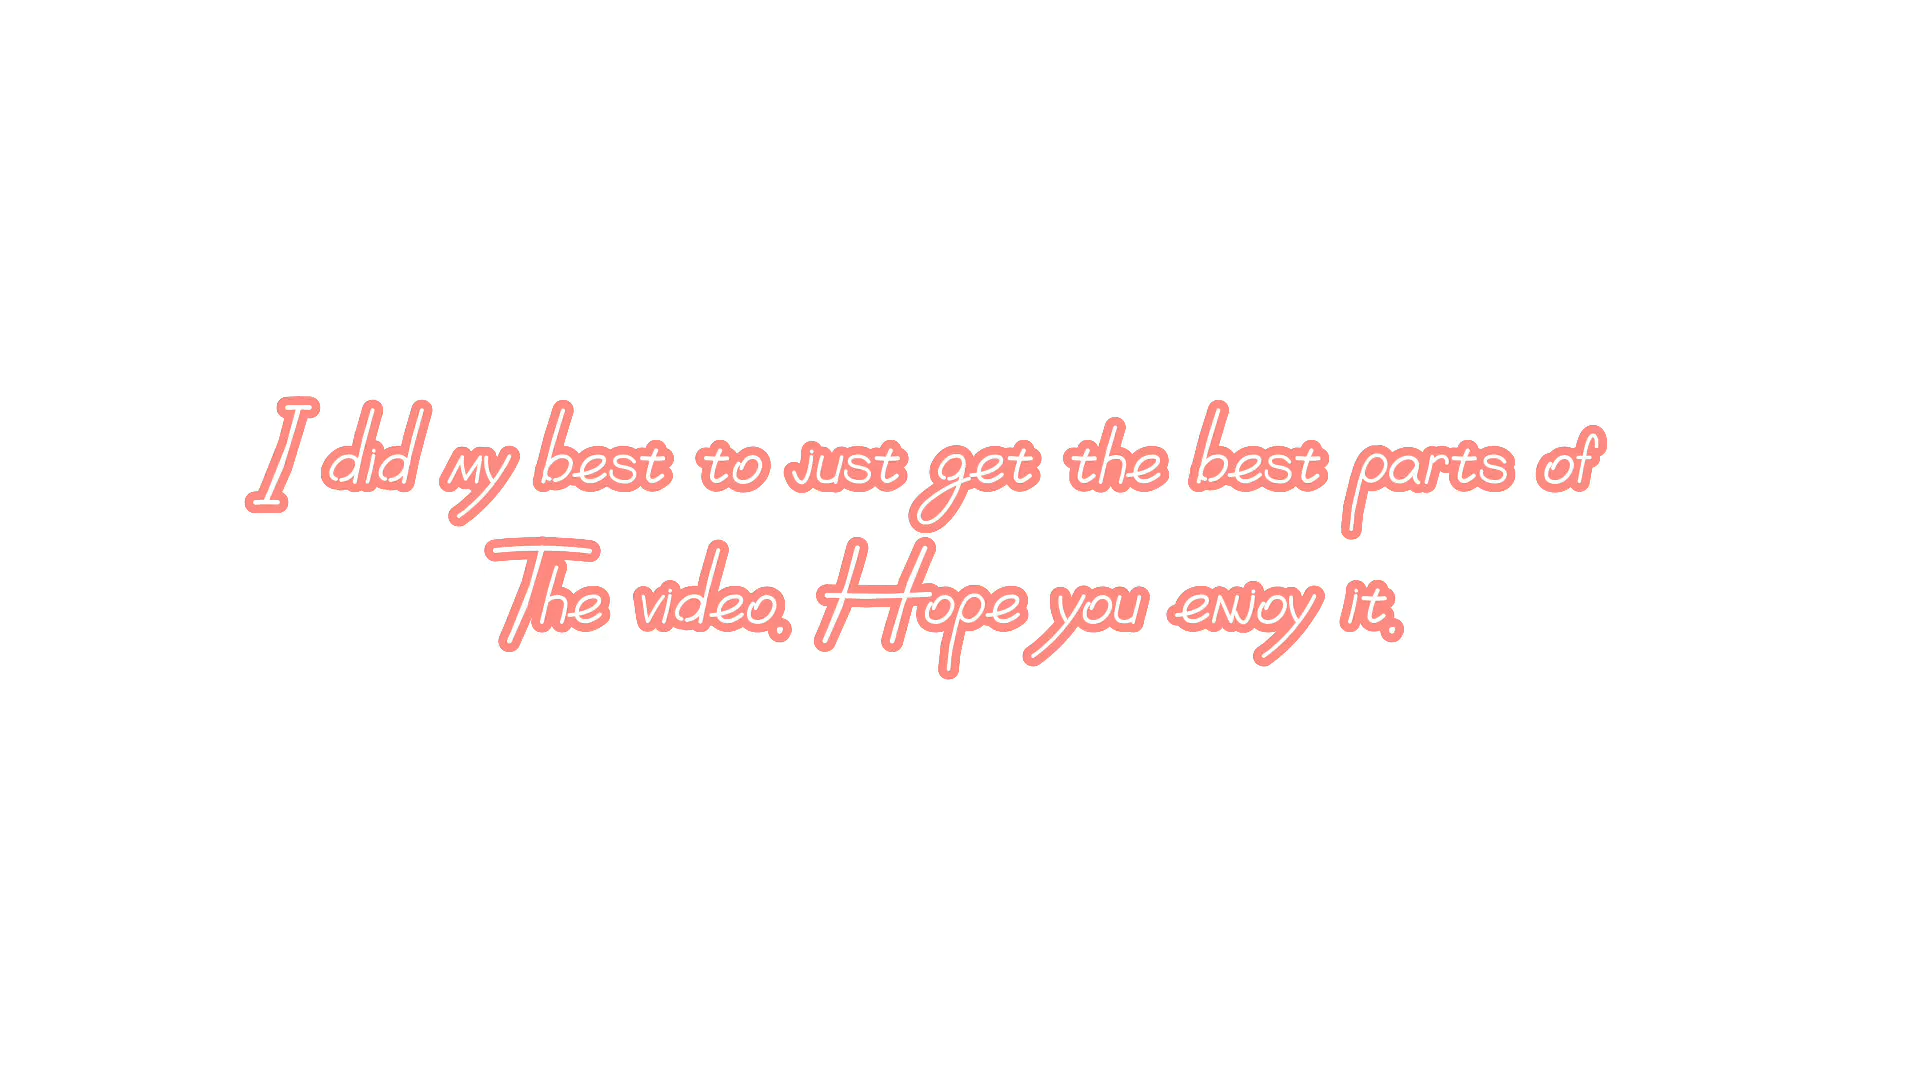 I did my best to just get the best parts of
The video. Hope you enjoy it.